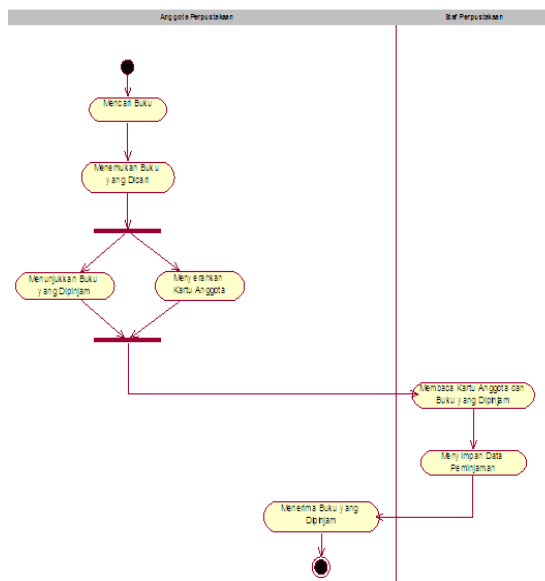 Anggota Perpustakaan
Staf Perpustakaan
Mencari Buku
Menemukan Buku
yang Dicari
Menunjukkan Buku
yang Dipinjam
Menyerahkan
Kartu Anggota
Membaca Kartu Anggota dan
Buku yang Dipinjam
Menyimpan Data
Peminjaman
Menerima Buku yang
Dipinjam